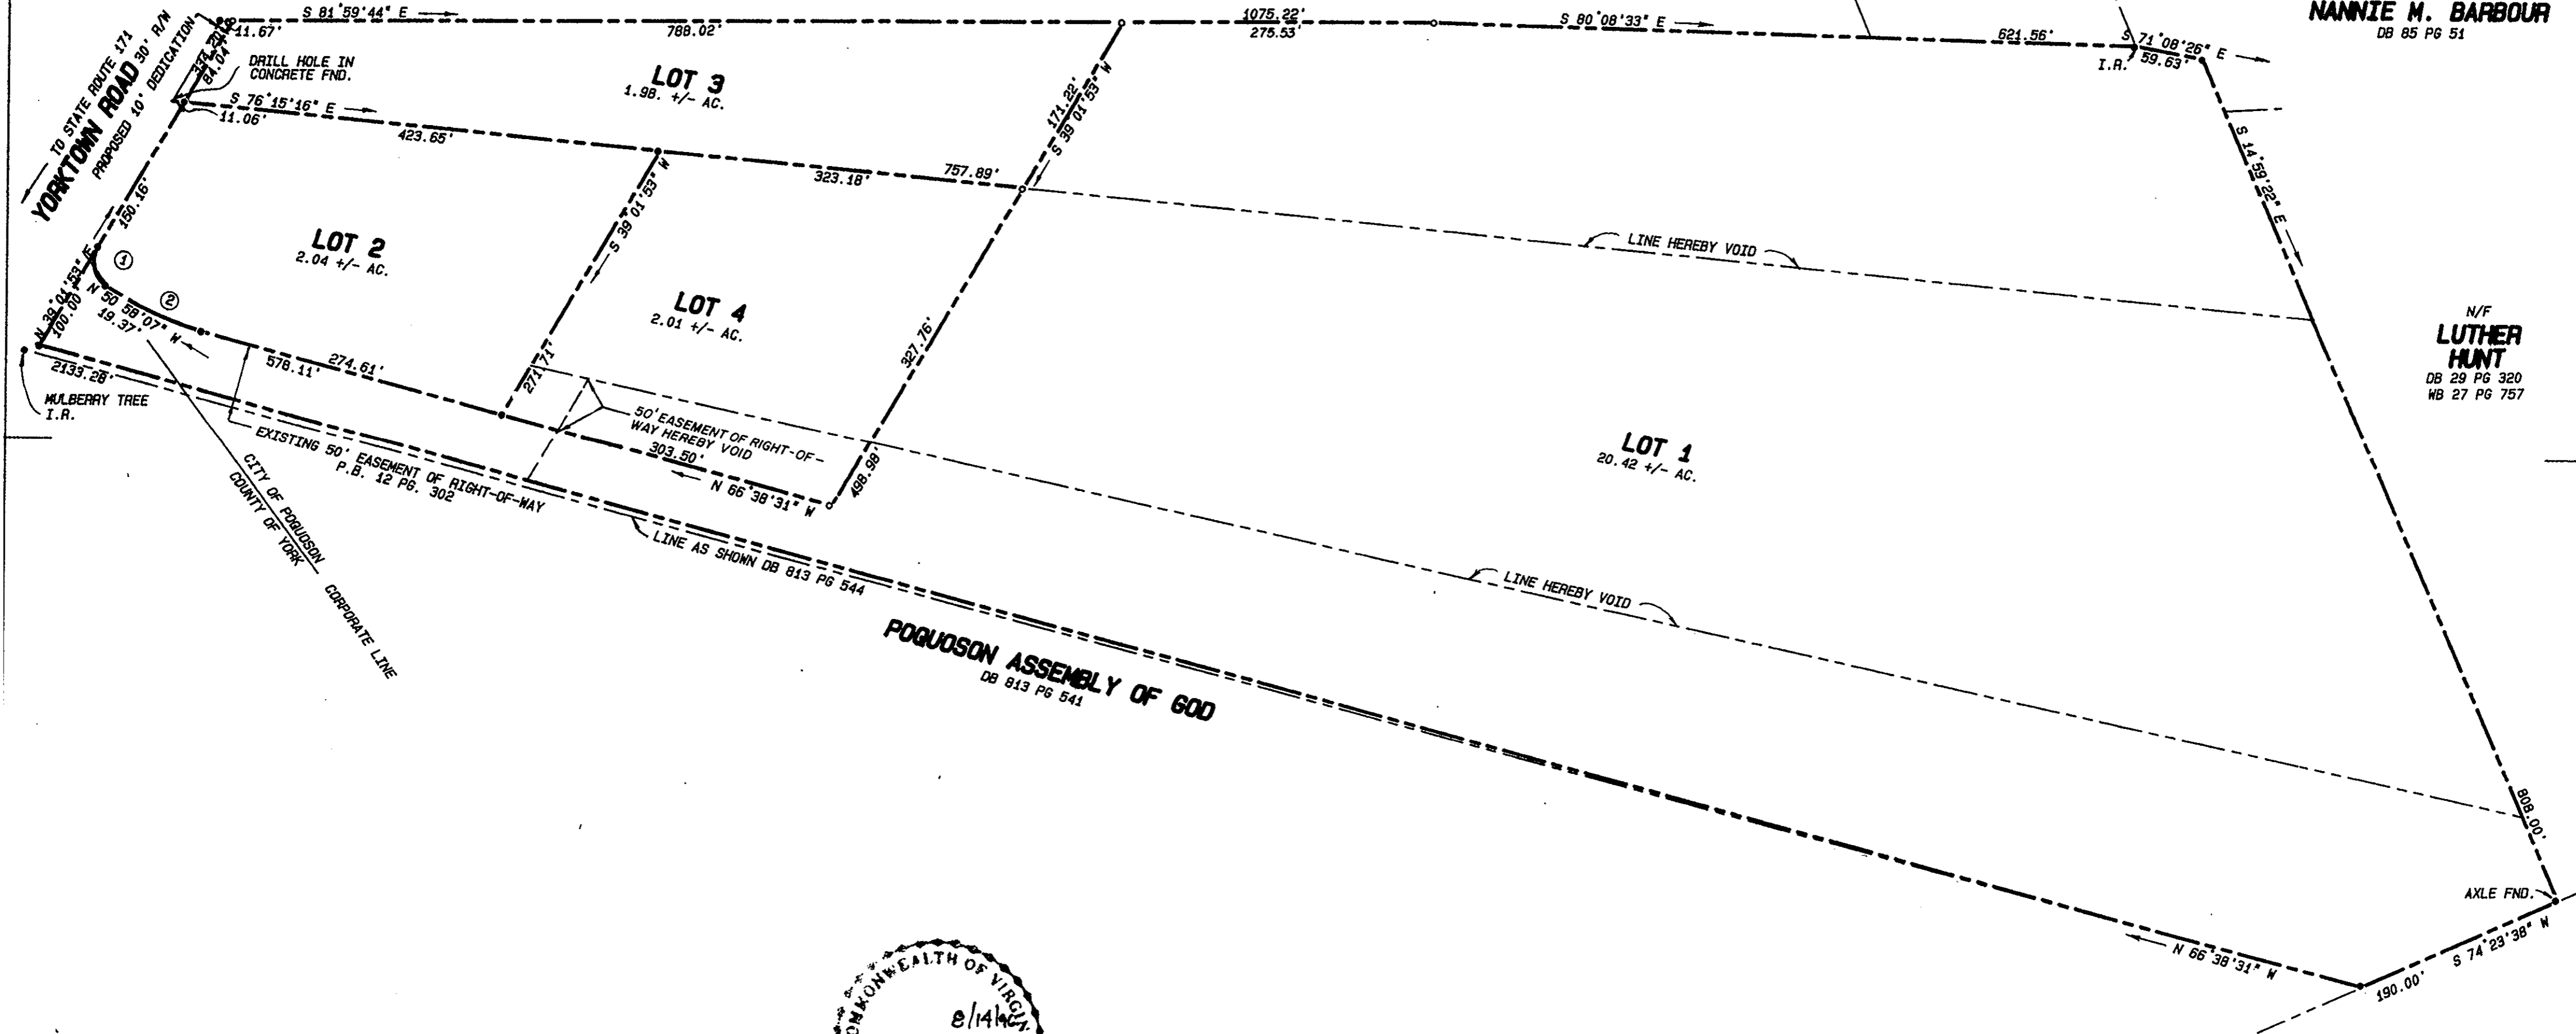 S 81°59'44" E
788.02'
1075.22'
275.53'
S 80°08'33" E
621.56'
S 71°08'26" E
59.63'
I.R.
NANNIE M. BARBOUR
DB 85 PG 51
TO STATE ROUTE 171
YORKTOWN ROAD 30' R/W
PROPOSED 10' DEDICATION
11.67'
84.04'
DRILL HOLE IN
CONCRETE FND.
S 76°15'16" E
11.06'
423.65'
LOT 3
1.98. +/- AC.
171.22'
S 39°01'53" W
323.18'
757.89'
150.16'
LOT 2
2.04 +/- AC.
S 39°01'53" W
271.71'
LOT 4
2.01 +/- AC.
327.76'
498.98'
LINE HEREBY VOID
S 14°59'22" E
N/F
LUTHER
HUNT
DB 29 PG 320
WB 27 PG 757
1
2
N 39°01'53" E
100.00'
N 50°58'07" W
19.37'
2133.28'
MULBERRY TREE
I.R.
578.11'
274.61'
50' EASEMENT OF RIGHT-OF-
WAY HEREBY VOID
303.50'
N 66°38'31" W
EXISTING 50' EASEMENT OF RIGHT-OF-WAY
P.B. 12 PG. 302
CITY OF POQUOSON
COUNTY OF YORK
CORPORATE LINE
LINE AS SHOWN DB 813 PG 544
LOT 1
20.42 +/- AC.
LINE HEREBY VOID
POQUOSON ASSEMBLY OF GOD
DB 813 PG 541
808.00'
AXLE FND.
S 74°23'38" W
190.00'
N 66°38'31" W
COMMONWEALTH OF VIRGIN